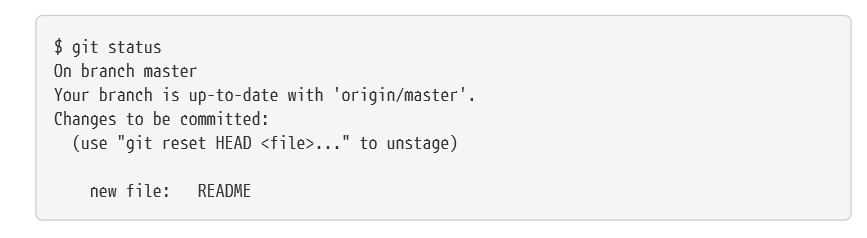 $ git status
On branch master
Your branch is up-to-date with 'origin/master'.
Changes to be committed:
  (use "git reset HEAD <file>..." to unstage)

    new file:   README